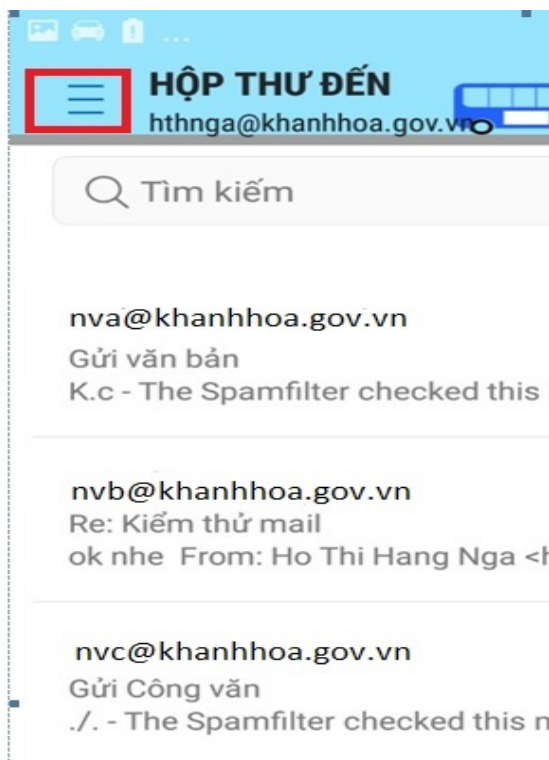 ...
HỘP THƯ ĐẾN
hthnga@khanhhoa.gov.vn
Tìm kiếm
nva@khanhhoa.gov.vn
Gửi văn bản
K.c - The Spamfilter checked this
nvb@khanhhoa.gov.vn
Re: Kiểm thử mail
ok nhe From: Ho Thi Hang Nga <h
nvc@khanhhoa.gov.vn
Gửi Công văn
./. - The Spamfilter checked this